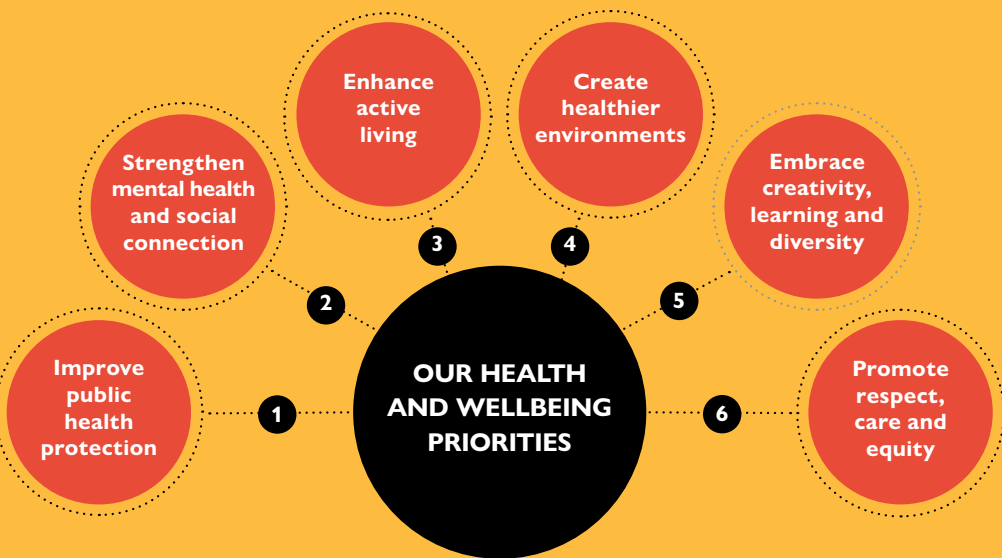 OUR HEALTH
AND WELLBEING
PRIORITIES
1
Improve
public
health
protection
2
Strengthen
mental health
and social
connection
3
Enhance
active
living
4
Create
healthier
environments
5
Embrace
creativity,
learning and
diversity
6
Promote
respect,
care and
equity